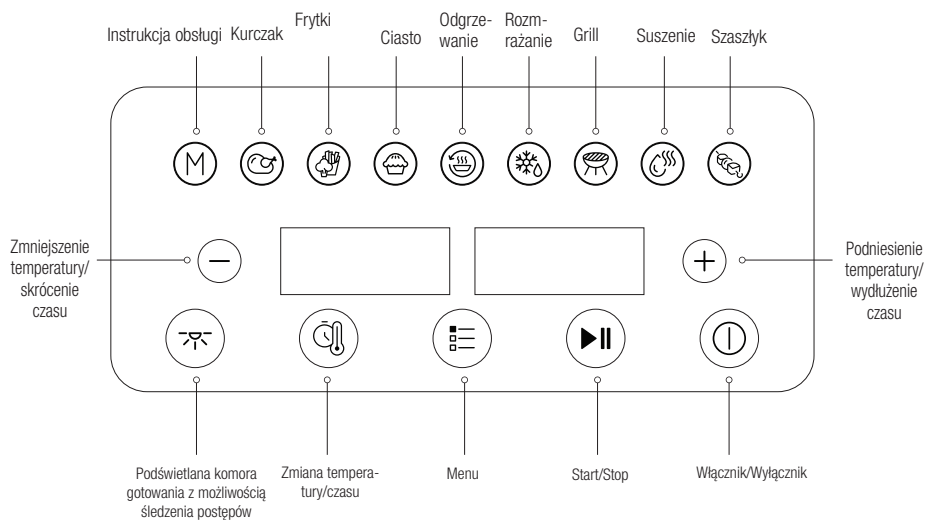 Instrukcja obsługi
Kurczak
Frytki
Ciasto
Odgrze-
wanie
Rozm-
rażanie
Grill
Suszenie
Szaszłyk
M
Zmniejszenie
temperatury/
skrócenie
czasu
Podniesienie
temperatury/
wydłużenie
czasu
Podświetlana komora
gotowania z możliwością
śledzenia postępów
Zmiana tempera-
tury/czasu
Menu
Start/Stop
Włącznik/Wyłącznik